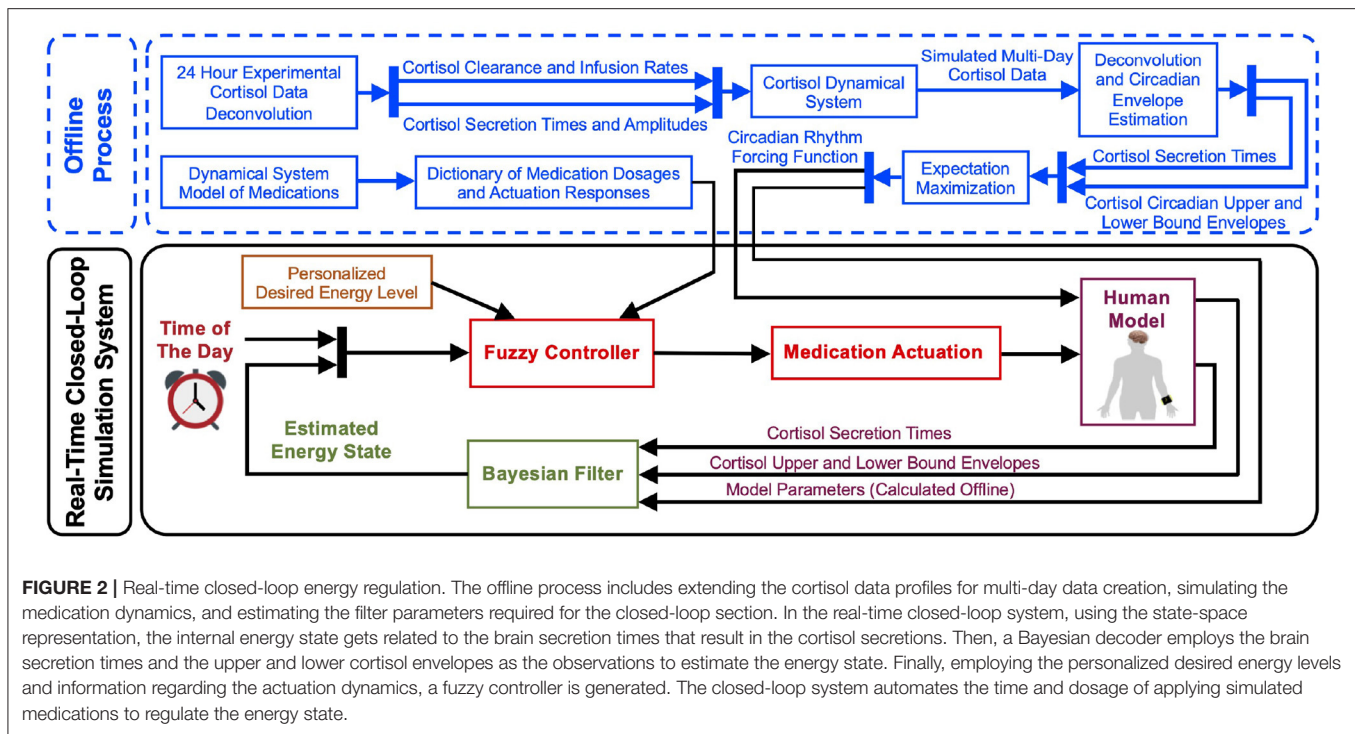 Offline
Process
24 Hour Experimental
Cortisol Data
Deconvolution
Cortisol Clearance and Infusion Rates
Cortisol Secretion Times and Amplitudes
Cortisol Dynamical
System
Simulated Multi-Day
Cortisol Data
Deconvolution
and Circadian
Envelope
Estimation
Dynamical System
Model of Medications
Dictionary of Medication Dosages
and Actuation Responses
Circadian Rhythm
Forcing Function
Expectation
Maximization
Cortisol Secretion Times
Cortisol Circadian Upper and
Lower Bound Envelopes
Real-Time Closed-Loop
Simulation System
Personalized
Desired Energy Level
Time of
The Day
Fuzzy Controller
Medication Actuation
Human
Model
Estimated
Energy State
Bayesian Filter
Cortisol Secretion Times
Cortisol Upper and Lower Bound Envelopes
Model Parameters (Calculated Offline)
FIGURE 2 | Real-time closed-loop energy regulation. The offline process includes extending the cortisol data profiles for multi-day data creation, simulating the
medication dynamics, and estimating the filter parameters required for the closed-loop section. In the real-time closed-loop system, using the state-space
representation, the internal energy state gets related to the brain secretion times that result in the cortisol secretions. Then, a Bayesian decoder employs the brain
secretion times and the upper and lower cortisol envelopes as the observations to estimate the energy state. Finally, employing the personalized desired energy levels
and information regarding the actuation dynamics, a fuzzy controller is generated. The closed-loop system automates the time and dosage of applying simulated
medications to regulate the energy state.